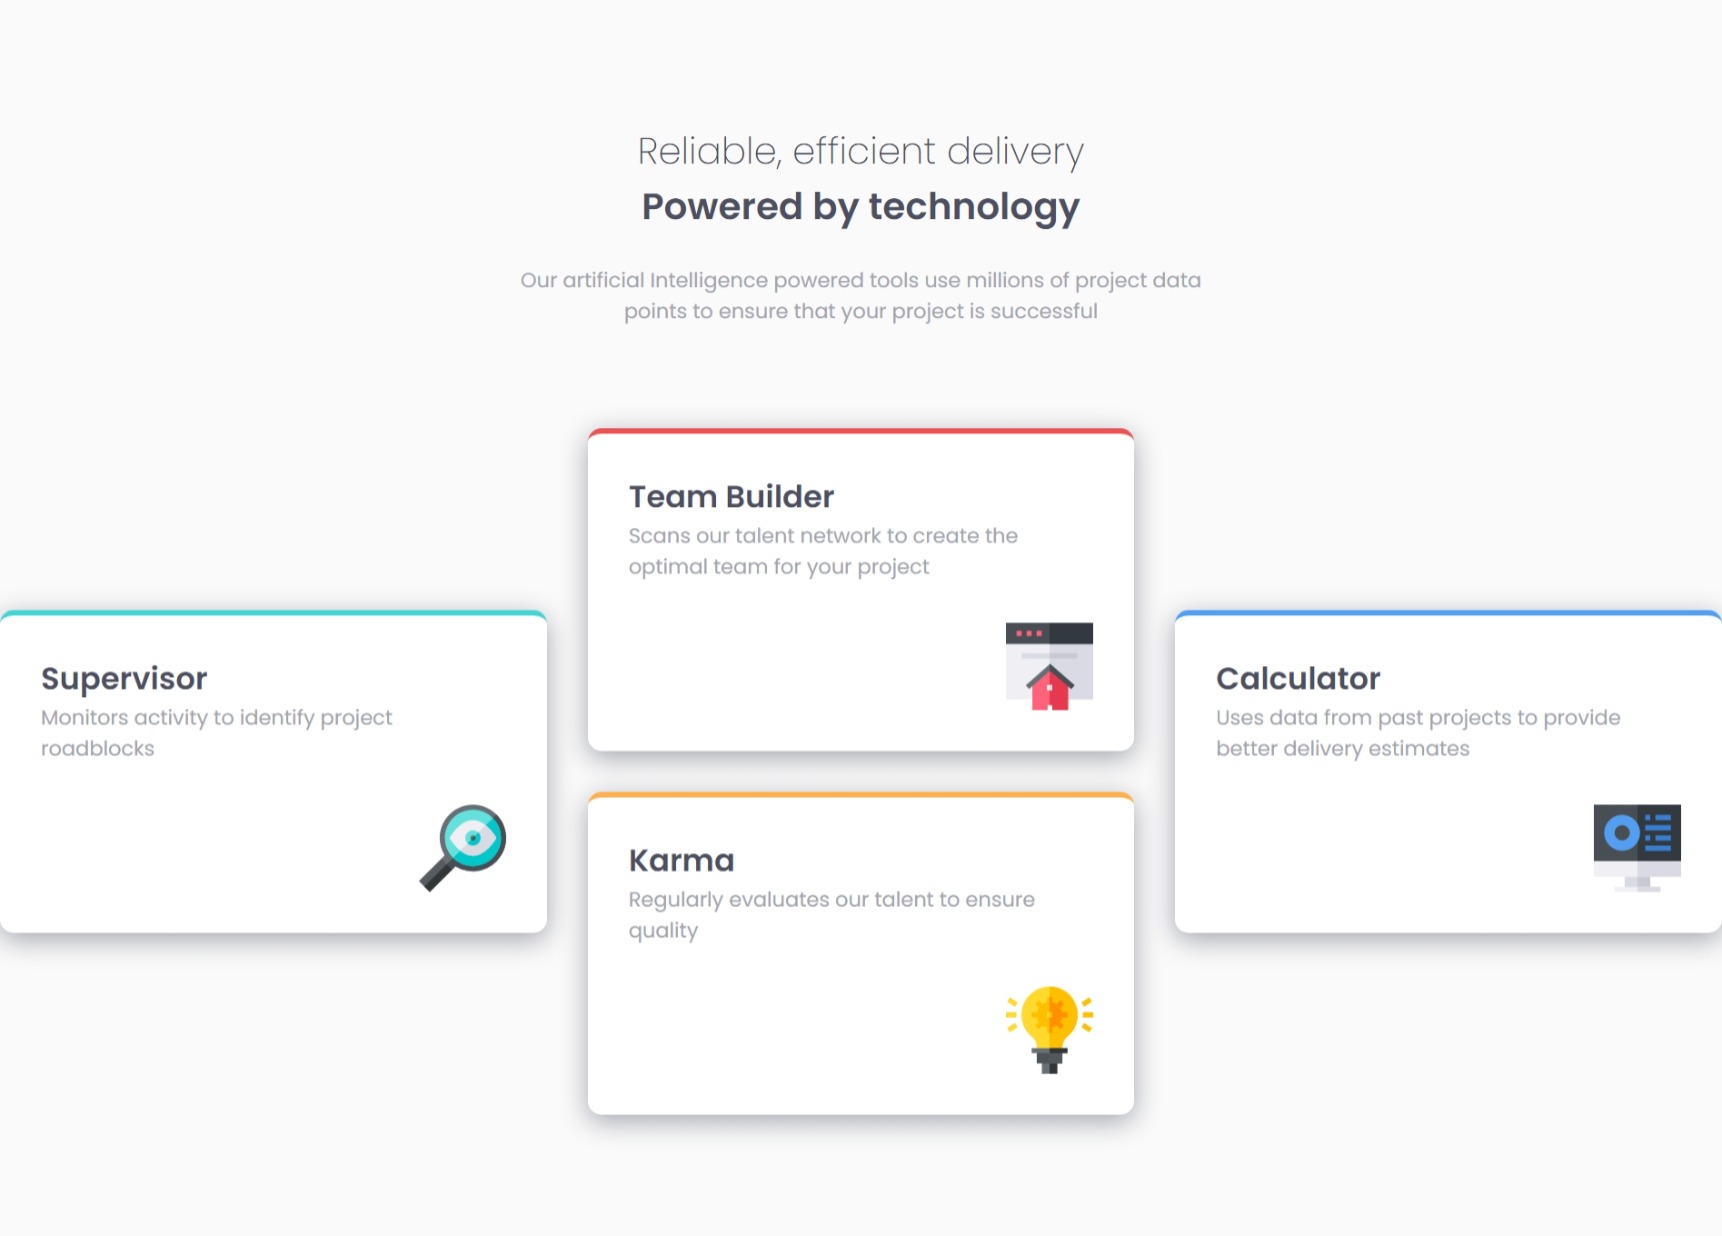 Reliable, efficient delivery
Powered by technology
Our artificial Intelligence powered tools use millions of project data
points to ensure that your project is successful
Supervisor
Monitors activity to identify project
roadblocks
Team Builder
Scans our talent network to create the
optimal team for your project
Karma
Regularly evaluates our talent to ensure
quality
Calculator
Uses data from past projects to provide
better delivery estimates